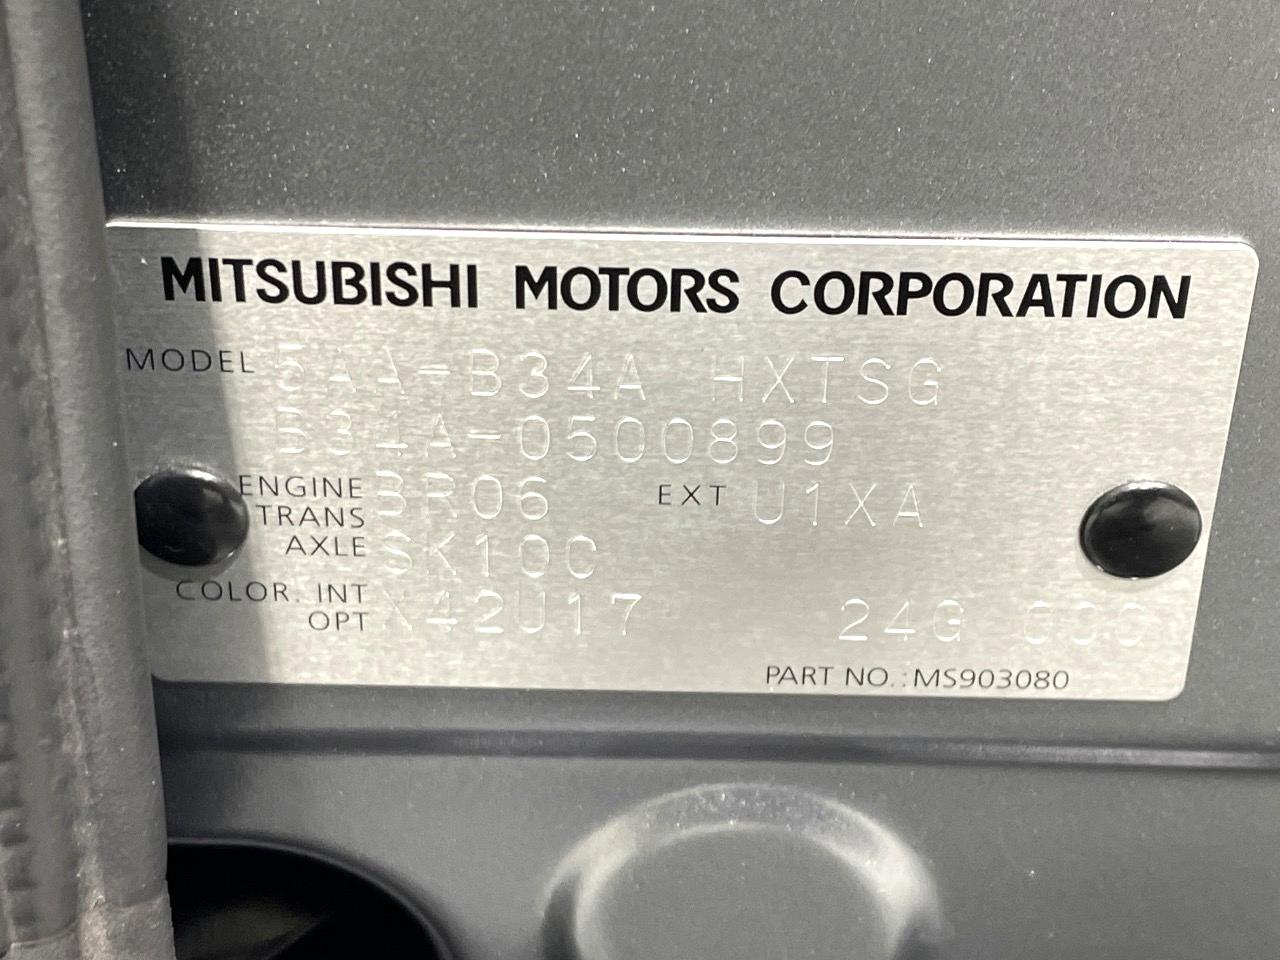 MITSUBISHI MOTORS CORPORATION
MODEL 5AA-B34A HXTSG
B34A-0500899
ENGINE BR06 EXT U1XA
TRANS
AXLE SK10C
COLOR. INT
OPT X42U17 24G 000
PART NO.:MS903080